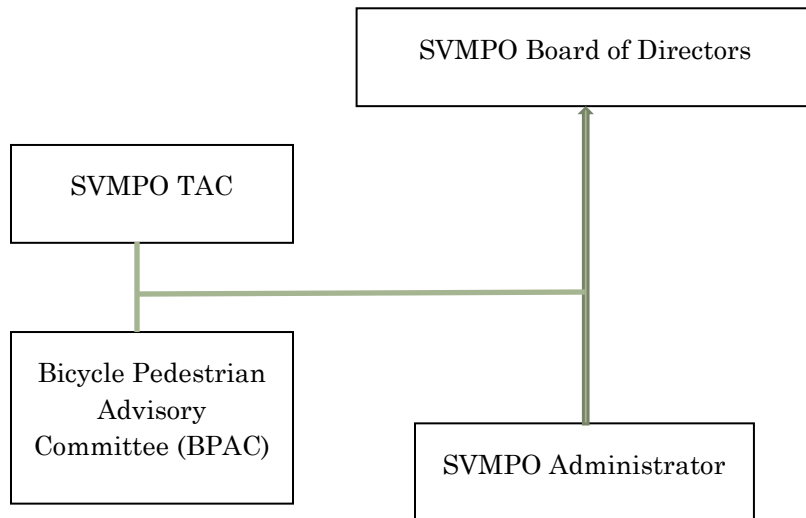 SVMPO Board of Directors
SVMPO TAC
Bicycle Pedestrian
Advisory
Committee (BPAC)
SVMPO Administrator